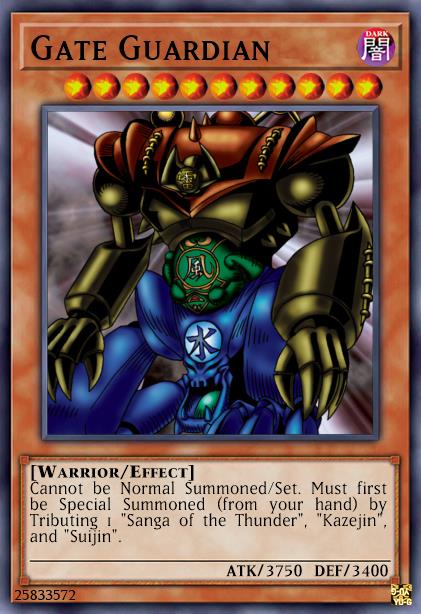 GATE GUARDIAN
DARK
闇
雷
風
水
[WARRIOR/EFFECT]
Cannot be Normal Summoned/Set. Must first
be Special Summoned (from your hand) by
Tributing 1 "Sanga of the Thunder", "Kazejin",
and "Suijin".
ATK/3750 DEF/3400
25833572